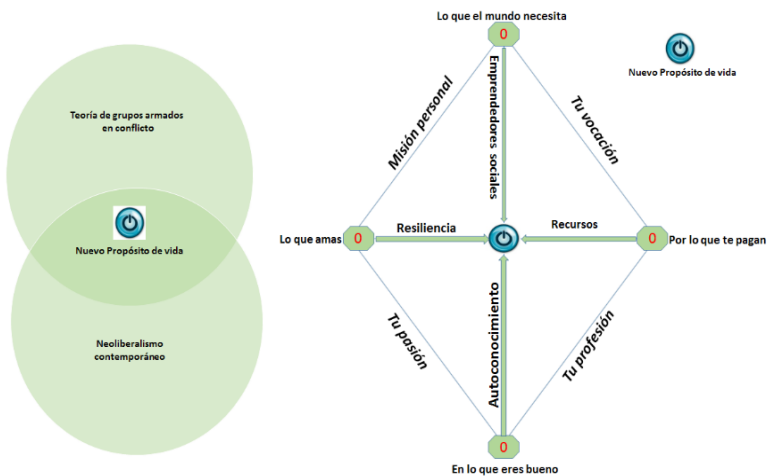 Teoría de grupos armados
en conflicto
Nuevo Propósito de vida
Neoliberalismo
contemporáneo
Lo que el mundo necesita
0
Nuevo Propósito de vida
Misión personal
Emprendedores sociales
Tu vocación
Lo que amas
0
Resiliencia
Recursos
0
Por lo que te pagan
Tu pasión
Autoconocimiento
Tu profesión
0
En lo que eres bueno